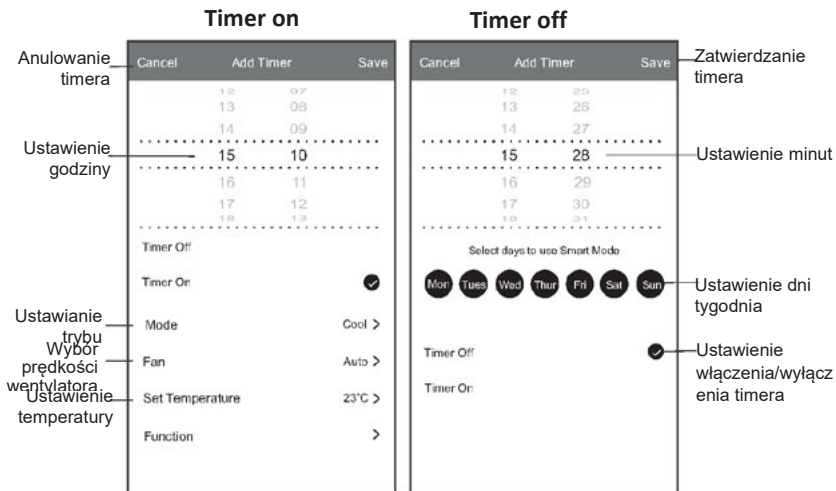 Timer on
Timer off
Anulowanie
timera
Cancel Add Timer Save
12 07
13 08
14 09
15 10
16 11
17 12
18 13
Ustawienie
godziny
Timer Off
Timer On
Mode Cool >
Fan Auto >
Set Temperature 23°C >
Function >
Ustawianie
trybu
Wybór
prędkości
wentylatora
Ustawienie
temperatury
Cancel Add Timer Save
12 25
13 26
14 27
15 28
16 29
17 30
18 31
Select days to use Smart Mode
Mon Tues Wed Thur Fri Sat Sun
Timer Off
Timer On
Zatwierdzanie
timera
Ustawienie minut
Ustawienie dni
tygodnia
Ustawienie
włączenia/wyłącz
enia timera